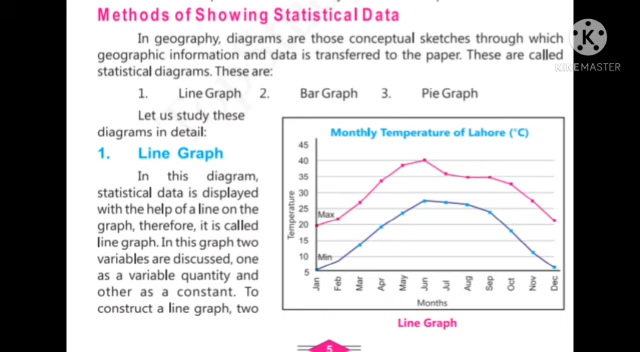 Methods of Showing Statistical Data
In geography, diagrams are those conceptual sketches through which
geographic information and data is transferred to the paper. These are called
statistical diagrams. These are:
1. Line Graph 2. Bar Graph 3. Pie Graph
Let us study these
diagrams in detail:
1. Line Graph
In this diagram,
statistical data is displayed
with the help of a line on the
graph, therefore, it is called
line graph. In this graph two
variables are discussed, one
as a variable quantity and
other as a constant. To
construct a line graph, two
Monthly Temperature of Lahore (°C)
45
40
35
30
25
20
15
10
5
Temperature
Max
Min
Jan Feb Mar Apr May Jun Jul Aug Sep Oct Nov Dec
Months
Line Graph
5
K
KINEMASTER